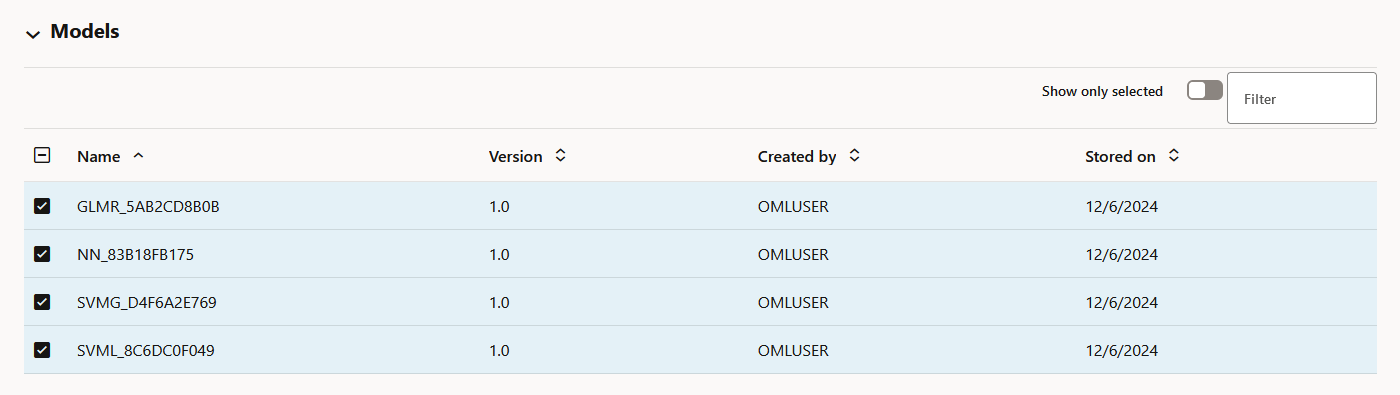 Models
Show only selected Filter
Name Version Created by Stored on
GLMR_5AB2CD8B0B 1.0 OMLUSER 12/6/2024
NN_83B18FB175 1.0 OMLUSER 12/6/2024
SVMG_D4F6A2E769 1.0 OMLUSER 12/6/2024
SVML_8C6DC0F049 1.0 OMLUSER 12/6/2024